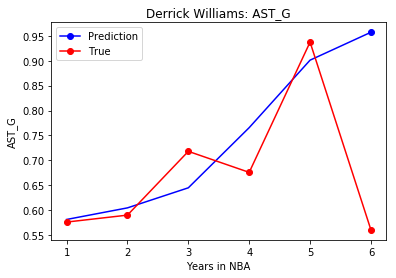 Derrick Williams: AST_G
Prediction
True
0.95
0.90
0.85
0.80
0.75
0.70
0.65
0.60
0.55
AST_G
1 2 3 4 5 6
Years in NBA